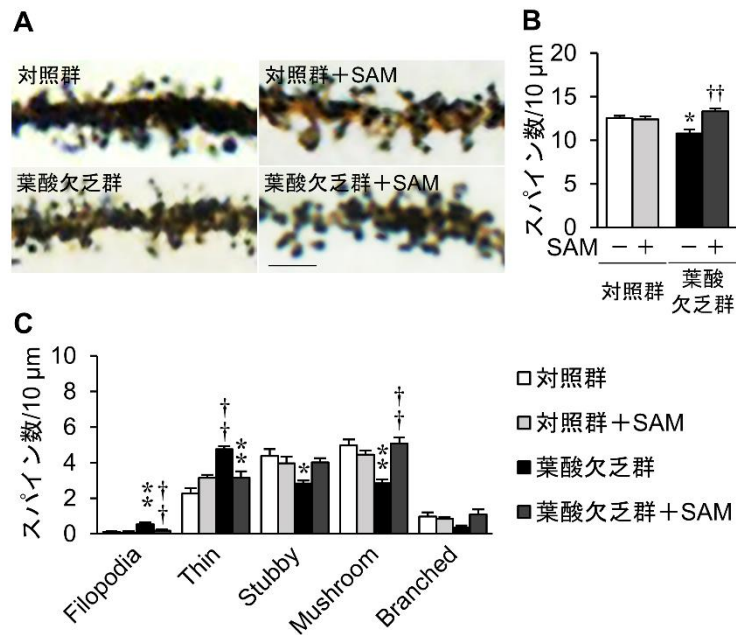 A
対照群
対照群＋SAM
葉酸欠乏群
葉酸欠乏群＋SAM
B
スパイン数/10 µm
20
15
10
5
0
*
††
SAM
− + − +
対照群
葉酸
欠乏群
C
スパイン数/10 µm
10
8
6
4
2
0
**
††
††
**
*
**
††
Filopodia
Thin
Stubby
Mushroom
Branched
対照群
対照群＋SAM
葉酸欠乏群
葉酸欠乏群＋SAM